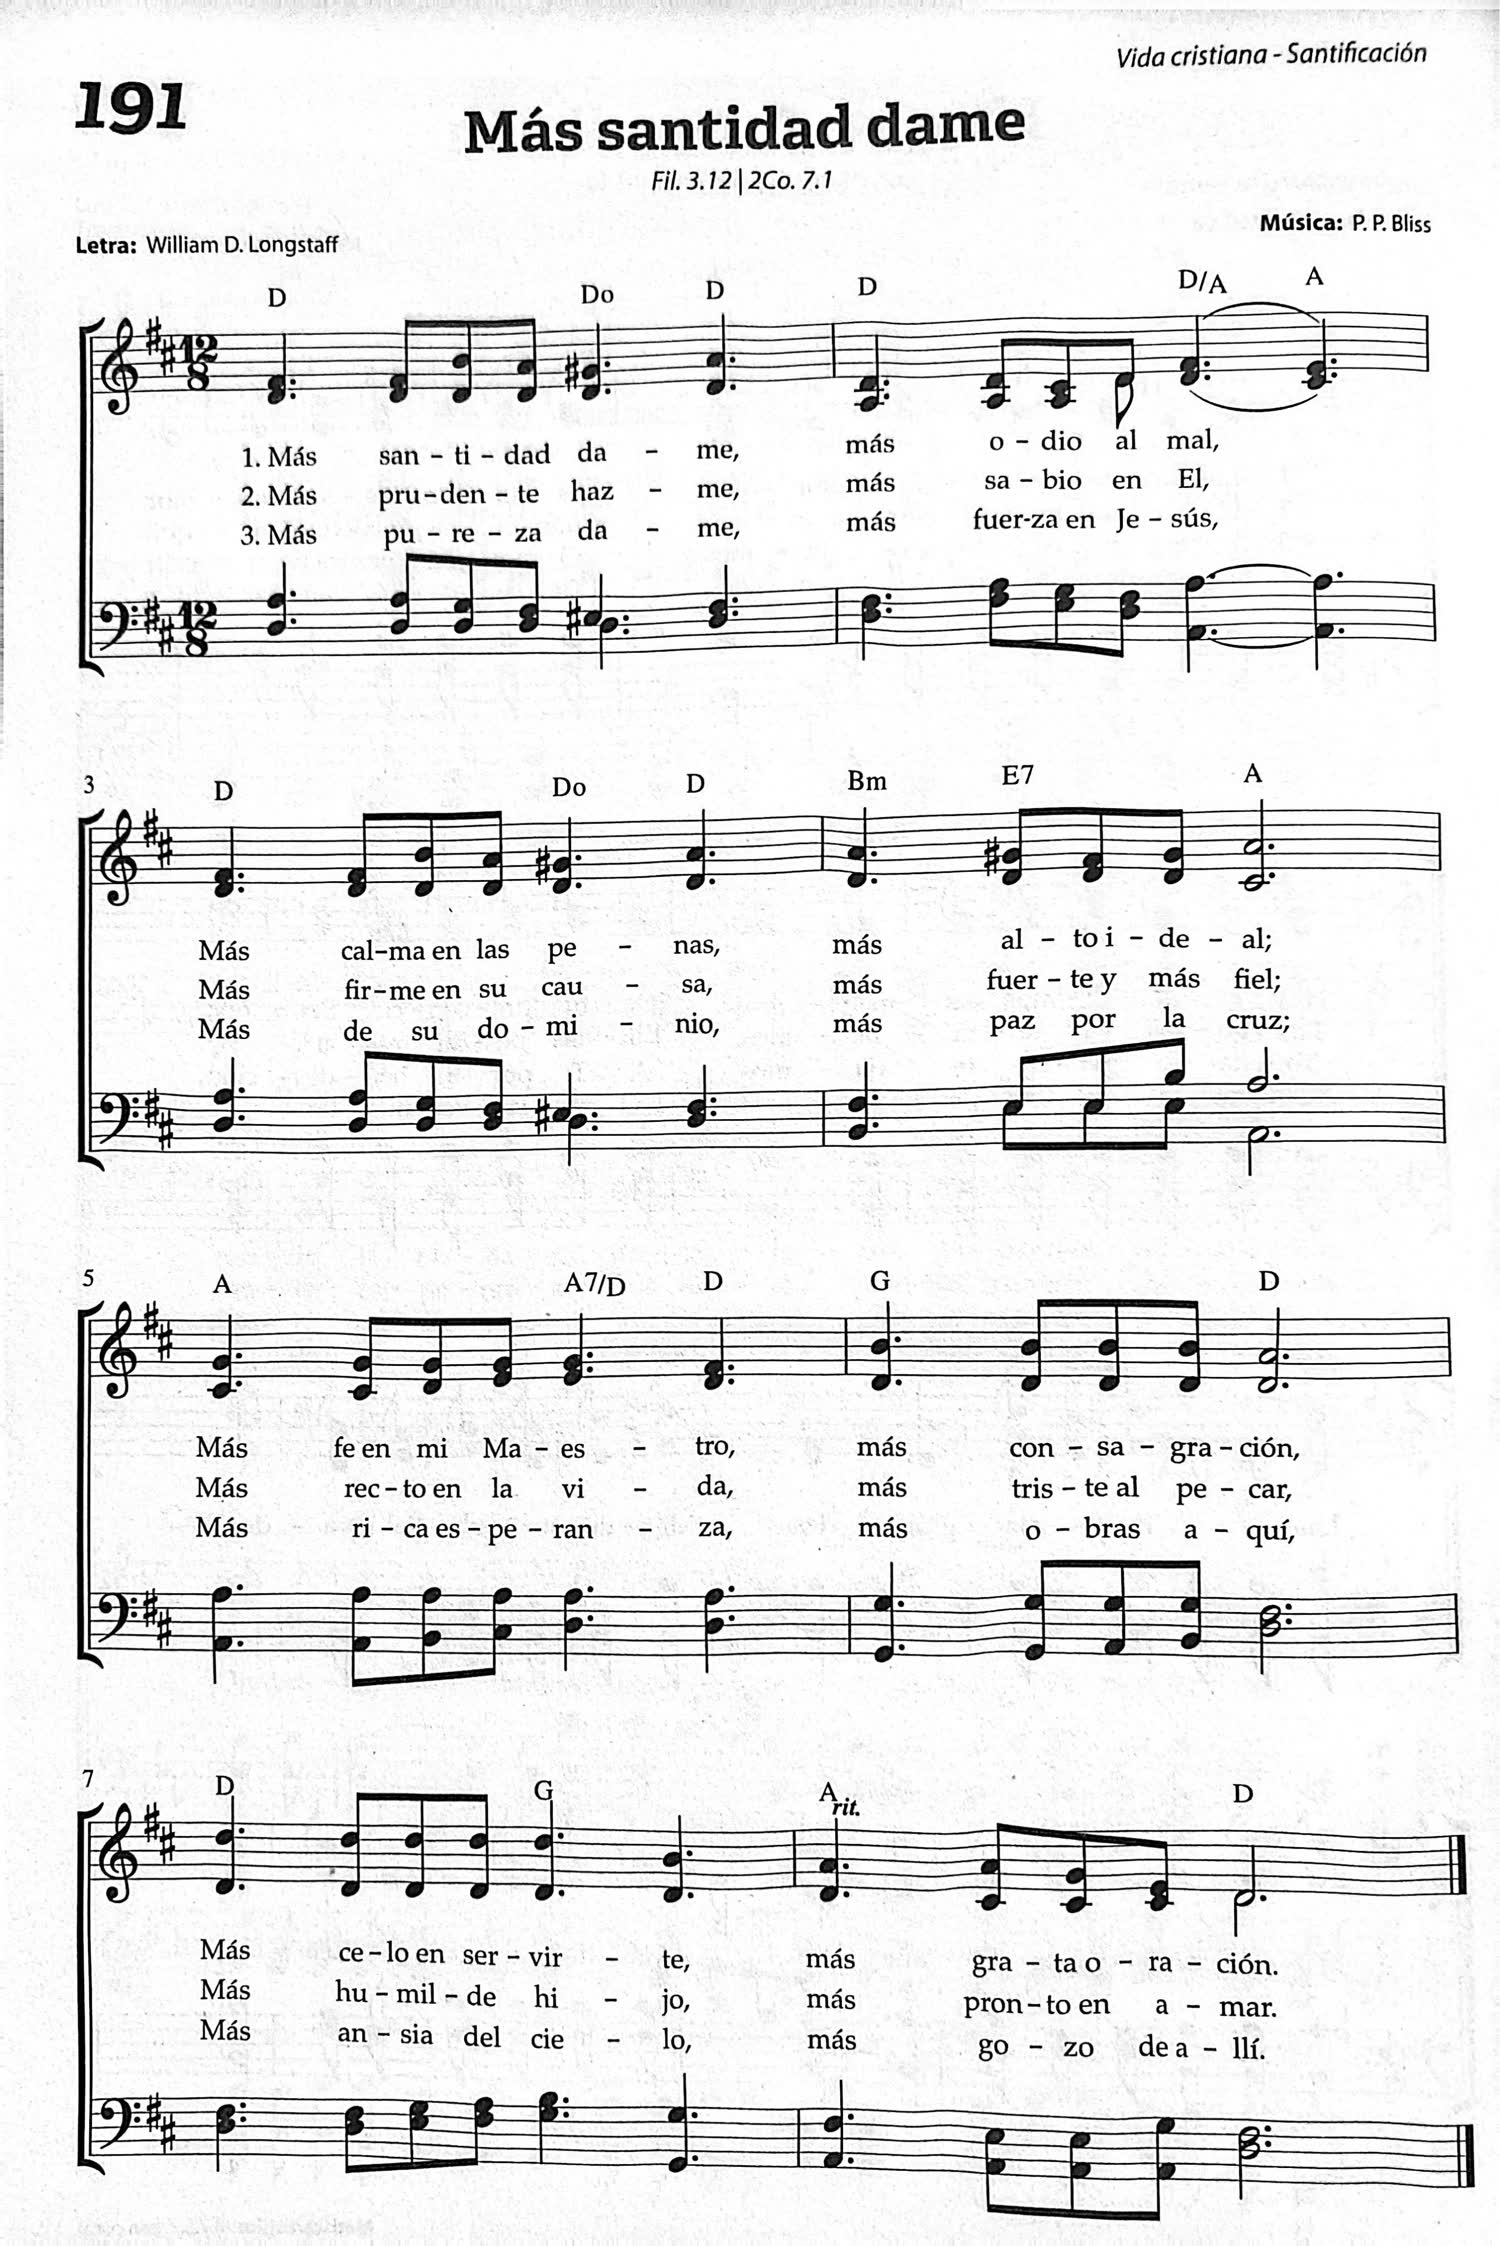 Vida cristiana - Santificación
191
Más santidad dame
Fil. 3.12 | 2Co. 7.1
Música: P. P. Bliss
Letra: William D. Longstaff
D Do D D D/A A
12 8
1. Más san – ti – dad da – me, más o – dio al mal,
2. Más pru – den – te haz – me, más sa – bio en El,
3. Más pu – re – za da – me, más fuer-za en Je – sús,
12 8
3 D Do D Bm E7 A
Más cal–ma en las pe – nas, más al – to i – de – al;
Más fir–me en su cau – sa, más fuer – te y más fiel;
Más de su do – mi – nio, más paz por la cruz;
5 A A7/D D G D
Más fe en mi Ma – es – tro, más con – sa – gra – ción,
Más rec – to en la vi – da, más tris – te al pe – car,
Más ri – ca es – pe – ran – za, más o – bras a – quí,
7 D G A D
rit.
Más ce – lo en ser – vir – te, más gra – ta o – ra – ción.
Más hu – mil – de hi – jo, más pron – to en a – mar.
Más an – sia del cie – lo, más go – zo de a – llí.